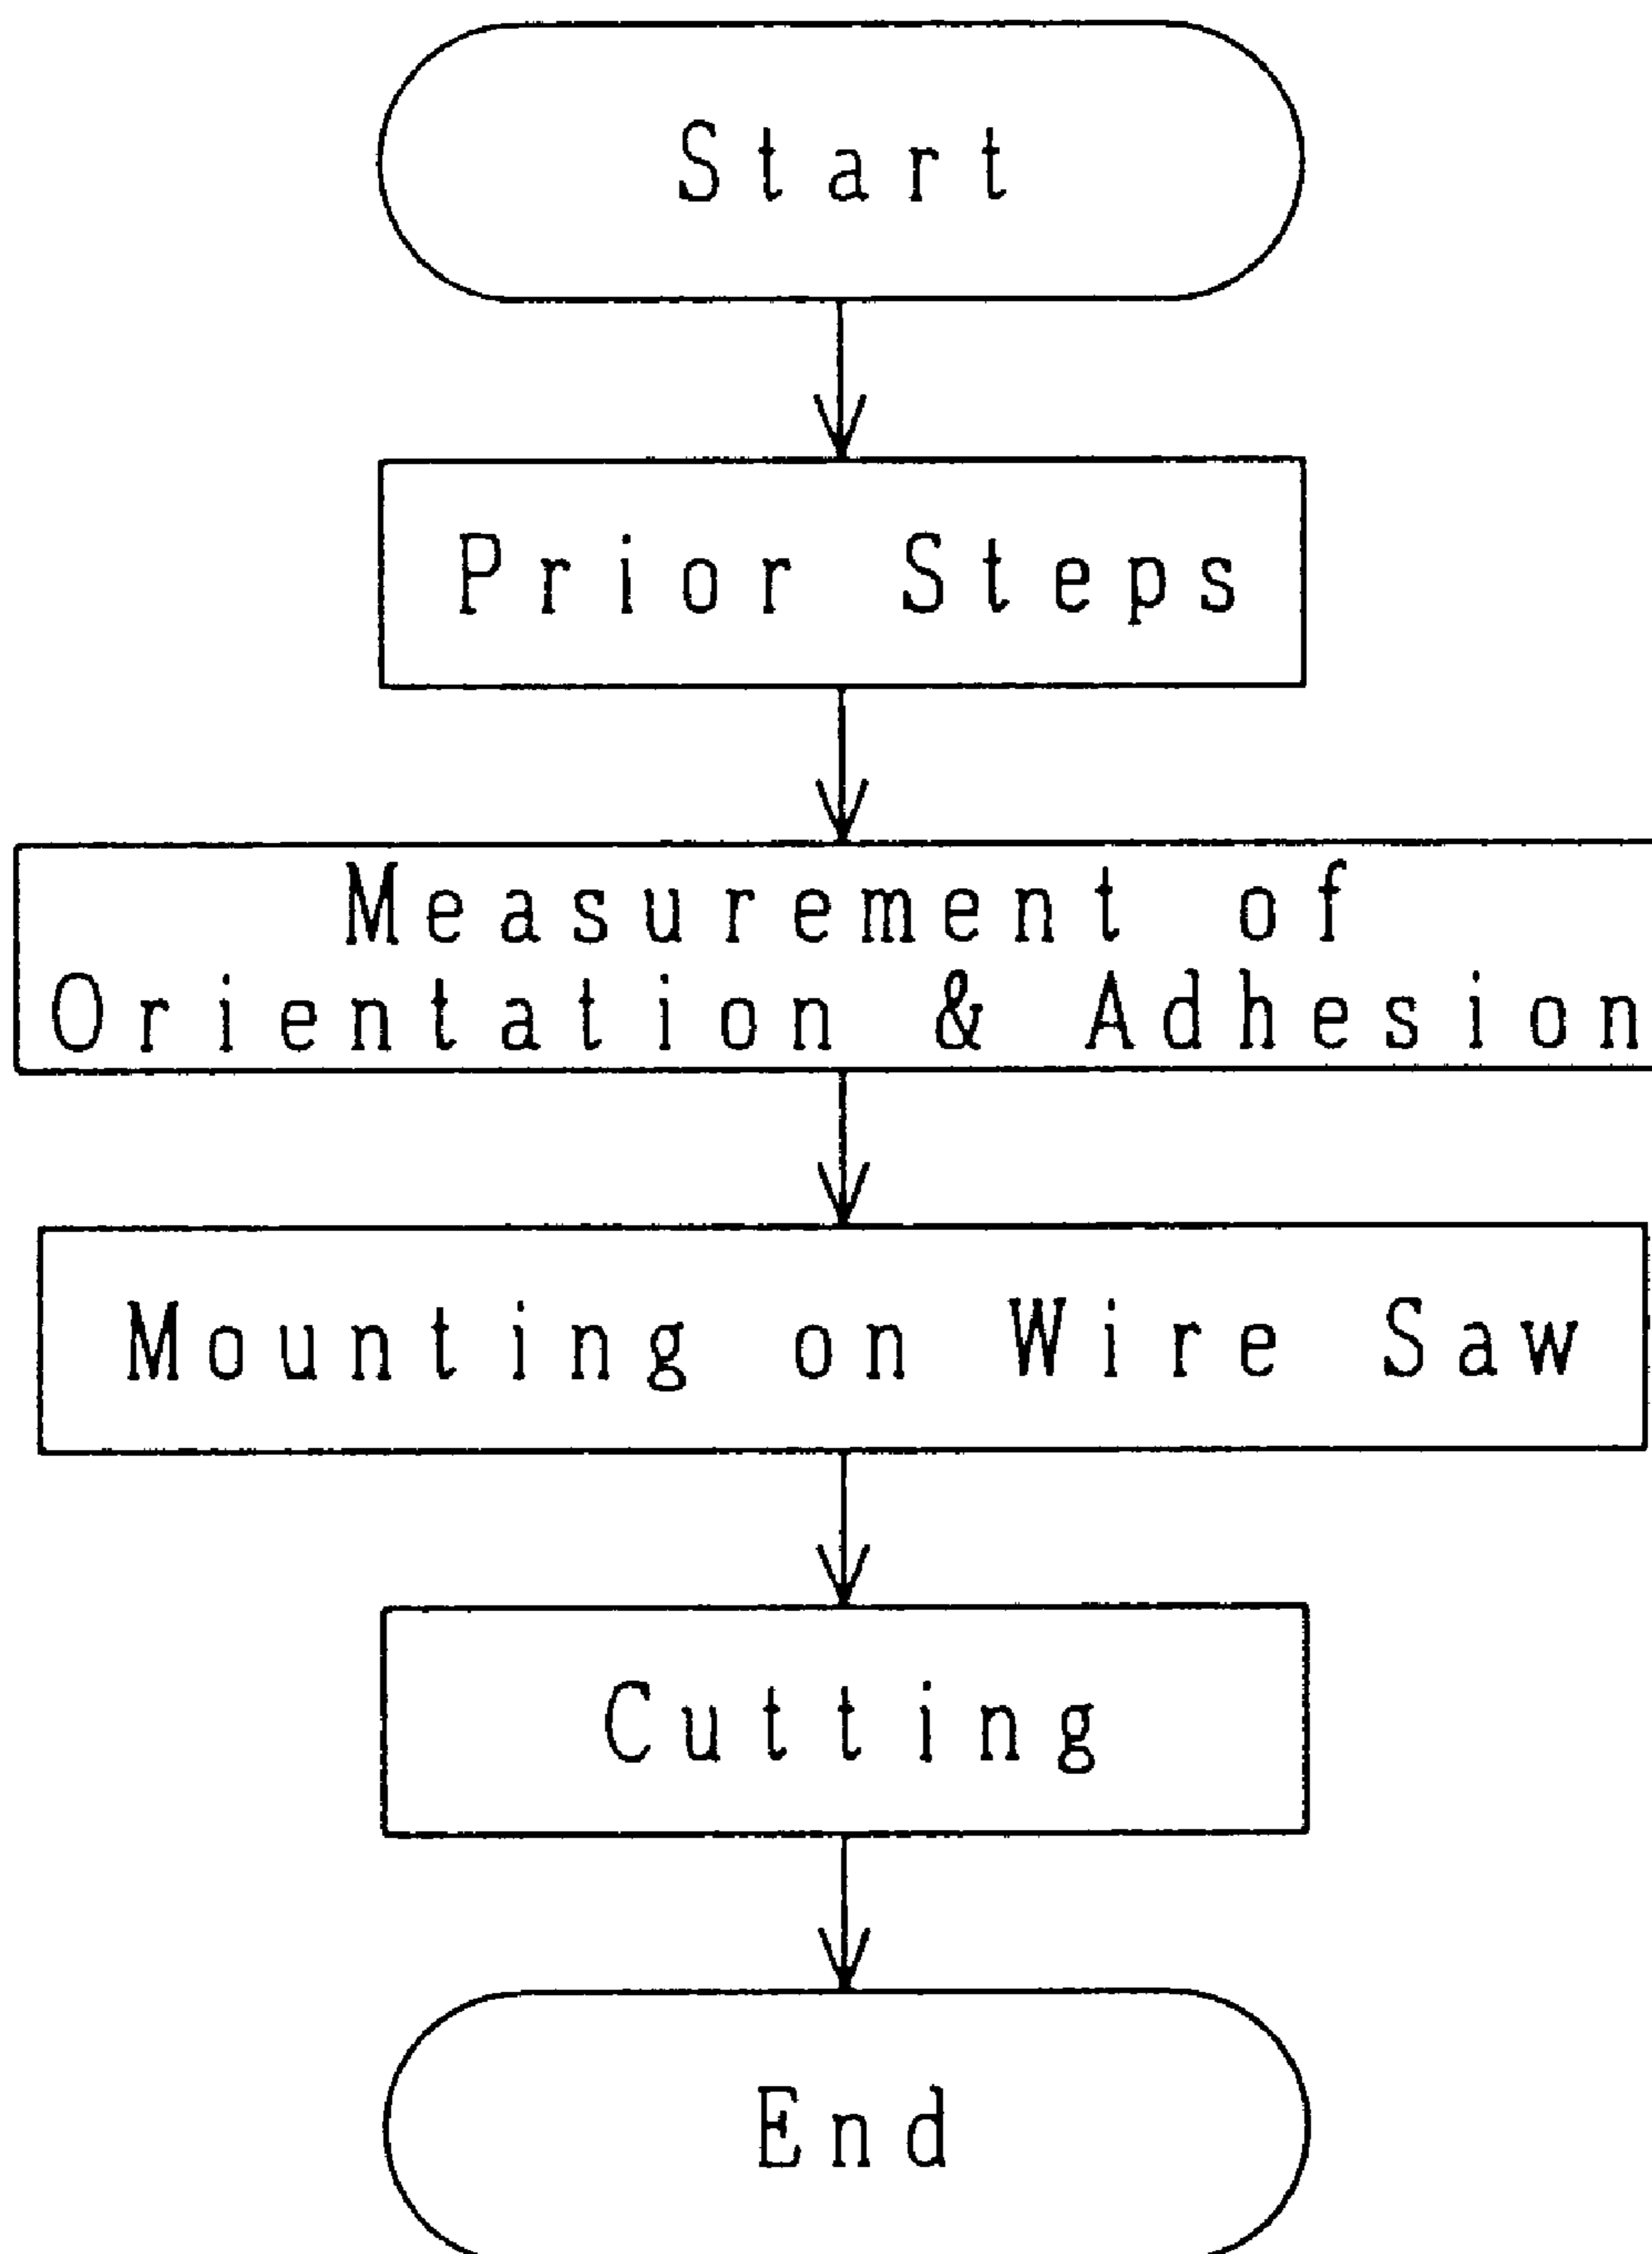 Start
Prior Steps
Measurement of
Orientation & Adhesion
Mounting on Wire Saw
Cutting
End